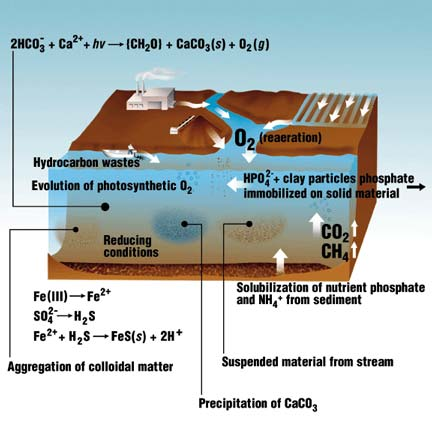 2HCO₃⁻ + Ca²⁺ + hν → (CH₂O) + CaCO₃(s) + O₂(g)
O₂ (reaeration)
Hydrocarbon wastes
Evolution of photosynthetic O₂
HPO₄²⁻ + clay particles phosphate
immobilized on solid material
CO₂
CH₄
Reducing
conditions
Solubilization of nutrient phosphate
and NH₄⁺ from sediment
Fe(III) → Fe²⁺
SO₄²⁻ → H₂S
Fe²⁺ + H₂S → FeS(s) + 2H⁺
Aggregation of colloidal matter
Suspended material from stream
Precipitation of CaCO₃